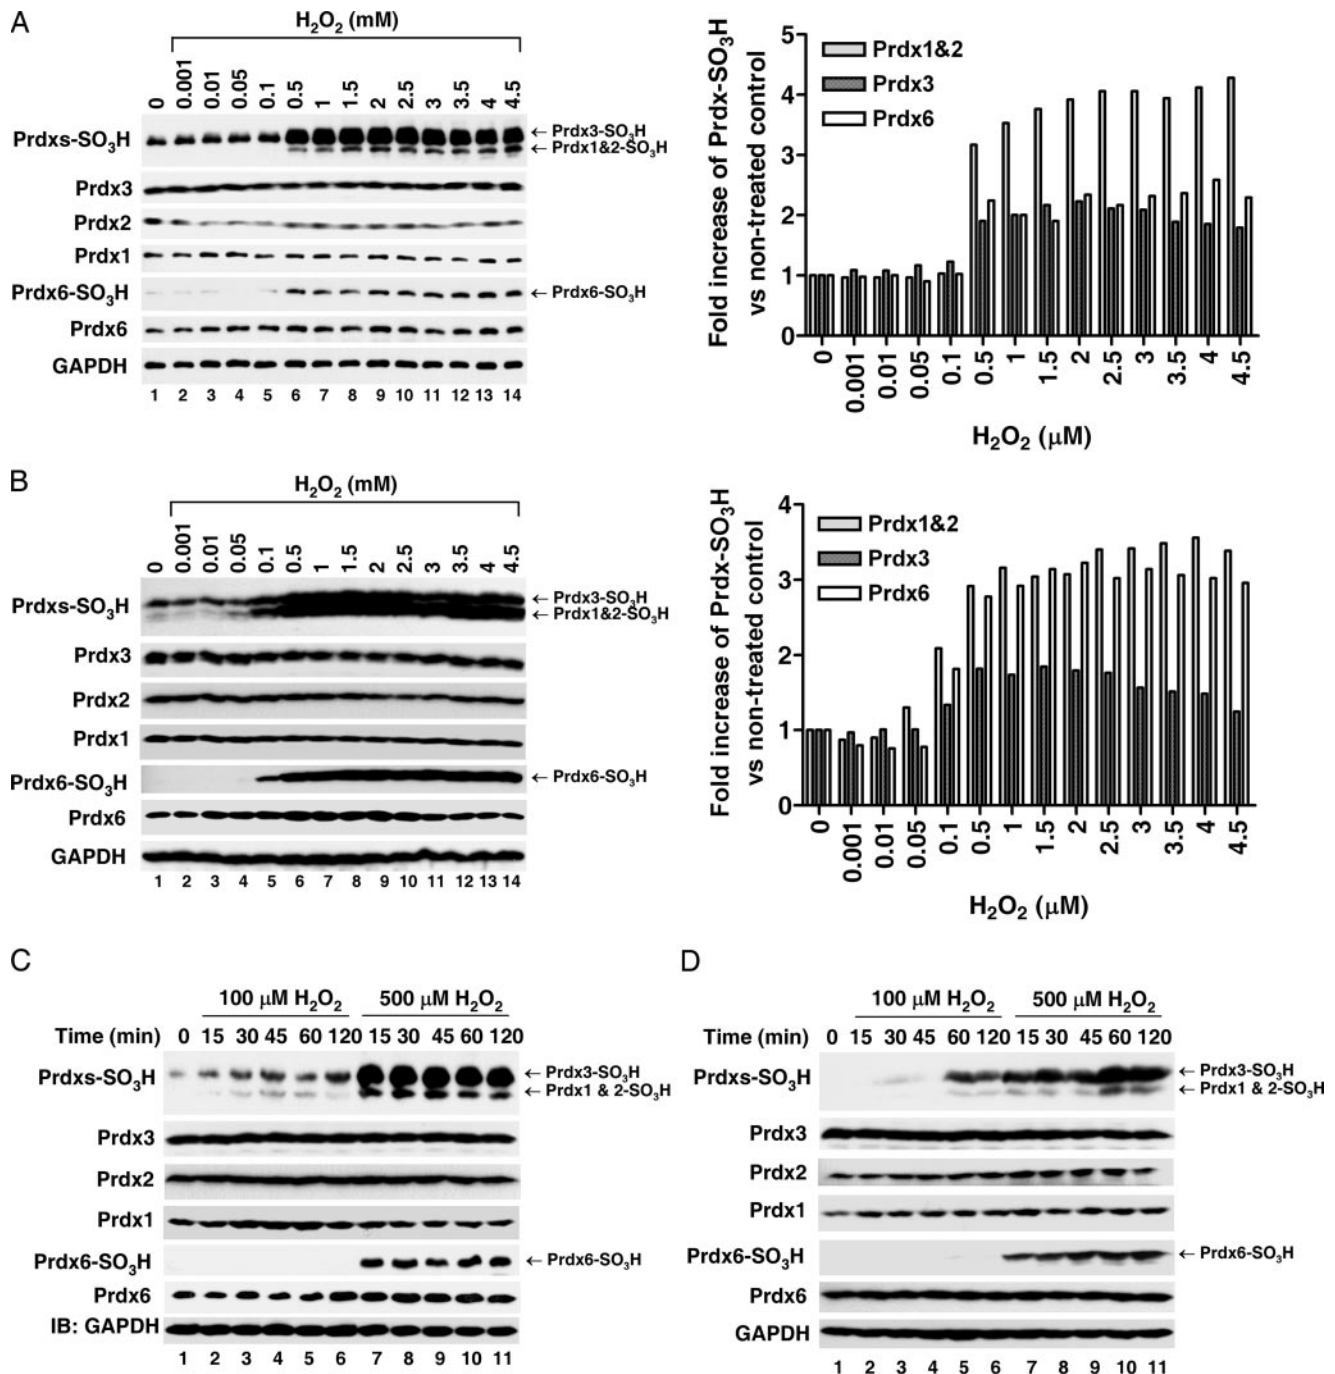 A
H₂O₂ (mM)
0 0.001 0.01 0.05 0.1 0.5 1 1.5 2 2.5 3 3.5 4 4.5
Prdxs-SO₃H
← Prdx3-SO₃H
← Prdx1&2-SO₃H
Prdx3
Prdx2
Prdx1
Prdx6-SO₃H
← Prdx6-SO₃H
Prdx6
GAPDH
1 2 3 4 5 6 7 8 9 10 11 12 13 14
Fold increase of Prdx-SO₃H
vs non-treated control
5
4
3
2
1
0
Prdx1&2
Prdx3
Prdx6
0 0.001 0.01 0.05 0.1 0.5 1 1.5 2 2.5 3 3.5 4 4.5
H₂O₂ (μM)
B
H₂O₂ (mM)
0 0.001 0.01 0.05 0.1 0.5 1 1.5 2 2.5 3 3.5 4 4.5
Prdxs-SO₃H
← Prdx3-SO₃H
← Prdx1&2-SO₃H
Prdx3
Prdx2
Prdx1
Prdx6-SO₃H
← Prdx6-SO₃H
Prdx6
GAPDH
1 2 3 4 5 6 7 8 9 10 11 12 13 14
Fold increase of Prdx-SO₃H
vs non-treated control
4
3
2
1
0
Prdx1&2
Prdx3
Prdx6
0 0.001 0.01 0.05 0.1 0.5 1 1.5 2 2.5 3 3.5 4 4.5
H₂O₂ (μM)
C
100 μM H₂O₂ 500 μM H₂O₂
Time (min) 0 15 30 45 60 120 15 30 45 60 120
Prdxs-SO₃H
← Prdx3-SO₃H
← Prdx1 & 2-SO₃H
Prdx3
Prdx2
Prdx1
Prdx6-SO₃H
← Prdx6-SO₃H
Prdx6
IB: GAPDH
1 2 3 4 5 6 7 8 9 10 11
D
100 μM H₂O₂ 500 μM H₂O₂
Time (min) 0 15 30 45 60 120 15 30 45 60 120
Prdxs-SO₃H
← Prdx3-SO₃H
← Prdx1 & 2-SO₃H
Prdx3
Prdx2
Prdx1
Prdx6-SO₃H
← Prdx6-SO₃H
Prdx6
GAPDH
1 2 3 4 5 6 7 8 9 10 11